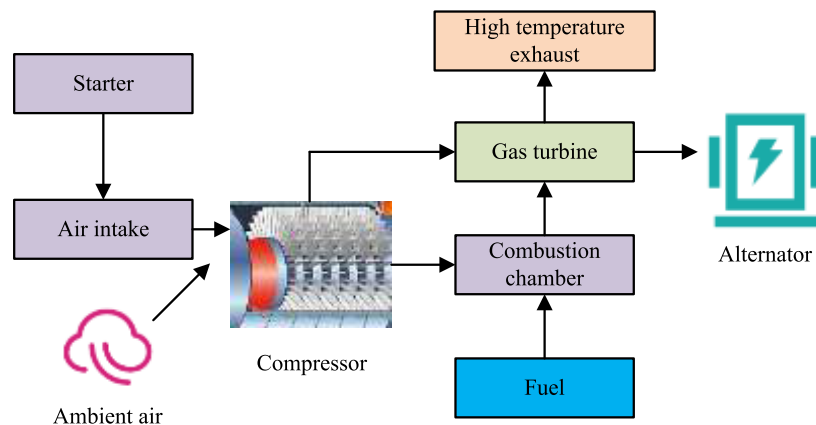 High temperature
exhaust
Starter
Gas turbine
Air intake
Combustion
chamber
Alternator
Compressor
Fuel
Ambient air